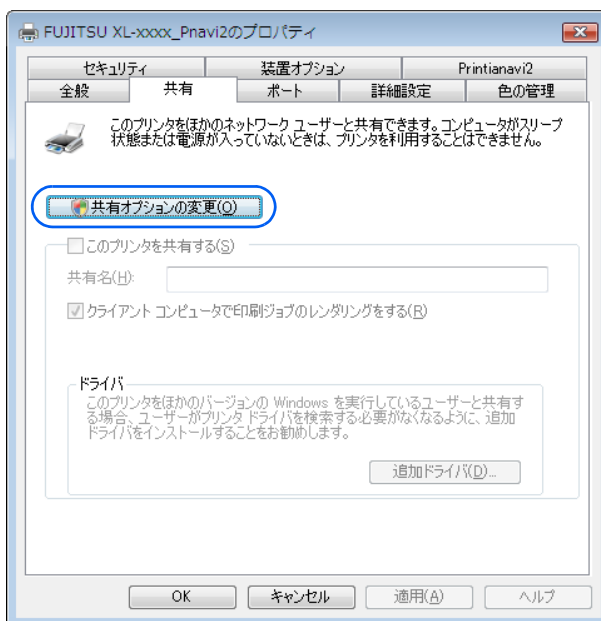 FUJITSU XL-xxxx_Pnavi2のプロパティ
セキュリティ 装置オプション Printianavi2
全般 共有 ポート 詳細設定 色の管理
このプリンタをほかのネットワーク ユーザーと共有できます。コンピュータがスリープ
状態または電源が入っていないときは、プリンタを利用することはできません。
共有オプションの変更(O)
このプリンタを共有する(S)
共有名(H):
クライアント コンピュータで印刷ジョブのレンダリングをする(R)
ドライバ
このプリンタをほかのバージョンの Windows を実行しているユーザーと共有す
る場合、ユーザーがプリンタ ドライバを検索する必要がなくなるように、追加
ドライバをインストールすることをお勧めします。
追加ドライバ(D)...
OK キャンセル 適用(A) ヘルプ